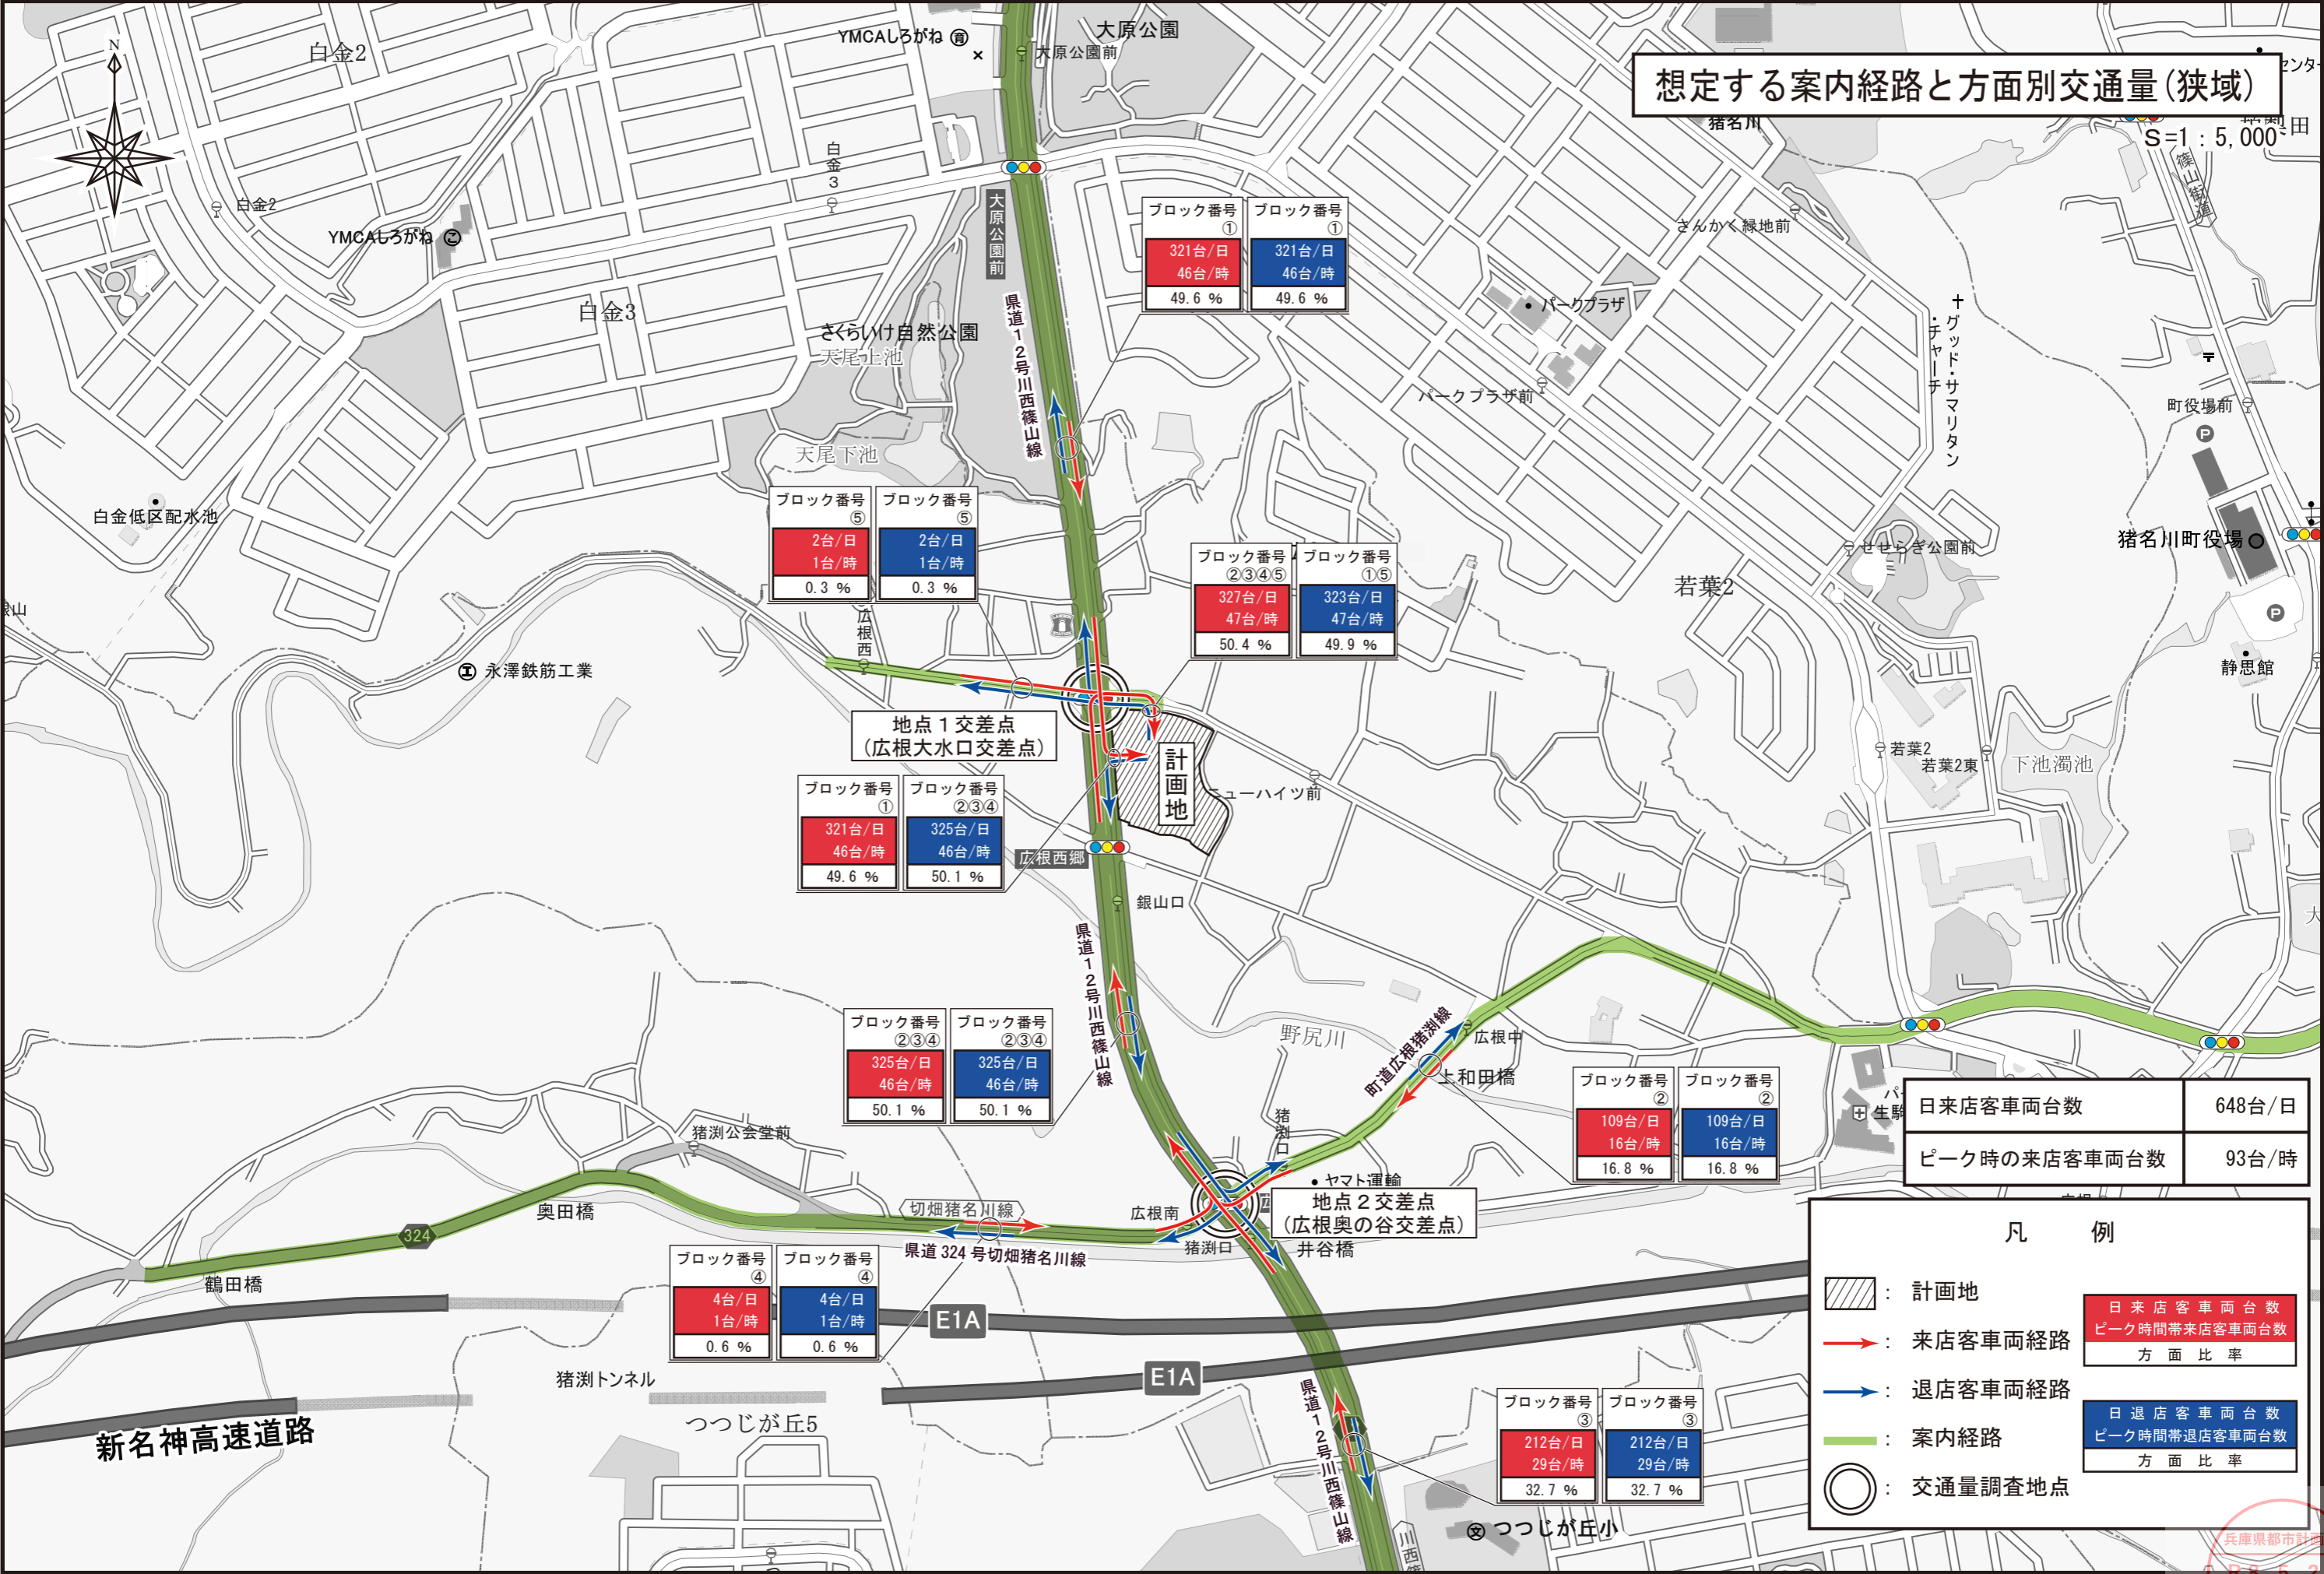 想定する案内経路と方面別交通量(狭域)
S=1：5,000
N
白金2
YMCAしろがね
大原公園
大原公園前
猪名川
篠山街道
白金3
白金2
YMCAしろがね
大原公園前
さんかく緑地前
白金3
さくらいけ自然公園
天尾上池
天尾下池
県道12号川西篠山線
ブロック番号 ①
321台/日
46台/時
49.6 %
ブロック番号 ①
321台/日
46台/時
49.6 %
パークプラザ
パークプラザ前
グッド・サマリタン
・チャーチ
町役場前
P
猪名川町役場
P
静思館
白金低区配水池
ブロック番号 ⑤
2台/日
1台/時
0.3 %
ブロック番号 ⑤
2台/日
1台/時
0.3 %
ブロック番号 ②③④⑤
327台/日
47台/時
50.4 %
ブロック番号 ①⑤
323台/日
47台/時
49.9 %
せせらぎ公園前
若葉2
広根西
永澤鉄筋工業
地点1交差点
(広根大水口交差点)
計画地
ニューハイツ前
若葉2
若葉2東
下池濁池
ブロック番号 ①
321台/日
46台/時
49.6 %
ブロック番号 ②③④
325台/日
46台/時
50.1 %
広根西郷
銀山口
県道12号川西篠山線
ブロック番号 ②③④
325台/日
46台/時
50.1 %
ブロック番号 ②③④
325台/日
46台/時
50.1 %
野尻川
町道広根猪渕線
広根中
上和田橋
ブロック番号 ②
109台/日
16台/時
16.8 %
ブロック番号 ②
109台/日
16台/時
16.8 %
日来店客車両台数 648台/日
ピーク時の来店客車両台数 93台/時
猪渕公会堂前
猪渕口
ヤマト運輸
地点2交差点
(広根奥の谷交差点)
奥田橋
切畑猪名川線
広根南
猪渕口
井谷橋
324
鶴田橋
県道324号切畑猪名川線
ブロック番号 ④
4台/日
1台/時
0.6 %
ブロック番号 ④
4台/日
1台/時
0.6 %
E1A
E1A
猪渕トンネル
新名神高速道路
つつじが丘5
県道12号川西篠山線
ブロック番号 ③
212台/日
29台/時
32.7 %
ブロック番号 ③
212台/日
29台/時
32.7 %
つつじが丘小
凡 例
：計画地
：来店客車両経路
：退店客車両経路
：案内経路
：交通量調査地点
日来店客車両台数
ピーク時間帯来店客車両台数
方面比率
日退店客車両台数
ピーク時間帯退店客車両台数
方面比率
兵庫県都市計画